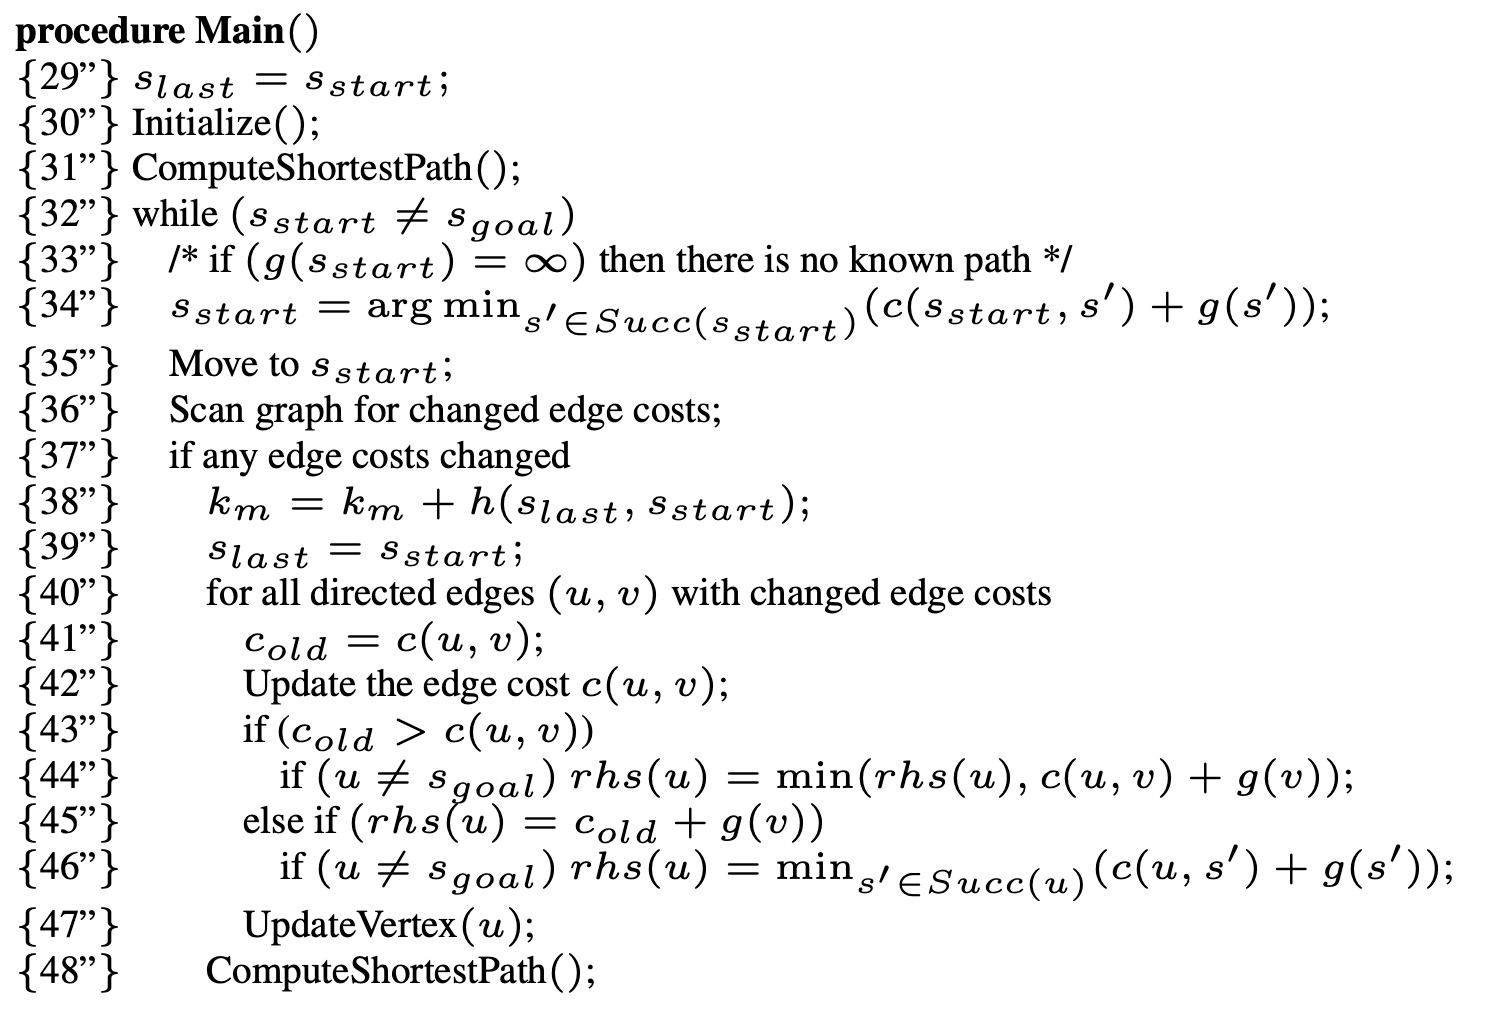 procedure Main()
{29”} s_last = s_start;
{30”} Initialize();
{31”} ComputeShortestPath();
{32”} while (s_start ≠ s_goal)
{33”} /* if (g(s_start) = ∞) then there is no known path */
{34”} s_start = arg min_{s′∈Succ(s_start)}(c(s_start, s′) + g(s′));
{35”} Move to s_start;
{36”} Scan graph for changed edge costs;
{37”} if any edge costs changed
{38”} k_m = k_m + h(s_last, s_start);
{39”} s_last = s_start;
{40”} for all directed edges (u, v) with changed edge costs
{41”} c_old = c(u, v);
{42”} Update the edge cost c(u, v);
{43”} if (c_old > c(u, v))
{44”} if (u ≠ s_goal) rhs(u) = min(rhs(u), c(u, v) + g(v));
{45”} else if (rhs(u) = c_old + g(v))
{46”} if (u ≠ s_goal) rhs(u) = min_{s′∈Succ(u)}(c(u, s′) + g(s′));
{47”} UpdateVertex(u);
{48”} ComputeShortestPath();